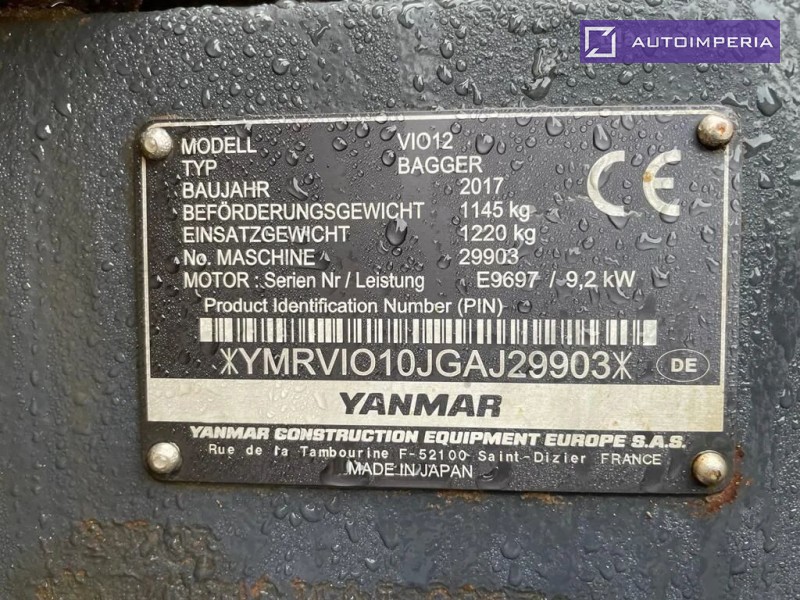 AUTOIMPERIA
MODELL VIO12
TYP BAGGER
BAUJAHR 2017
BEFÖRDERUNGSGEWICHT 1145 kg
EINSATZGEWICHT 1220 kg
No. MASCHINE 29903
MOTOR : Serien Nr / Leistung E9697 / 9,2 kW
Product Identification Number (PIN)
*YMRVIO10JGAJ29903*
DE
YANMAR
YANMAR CONSTRUCTION EQUIPMENT EUROPE S.A.S.
Rue de la Tambourine F-52100 Saint-Dizier FRANCE
MADE IN JAPAN
CE